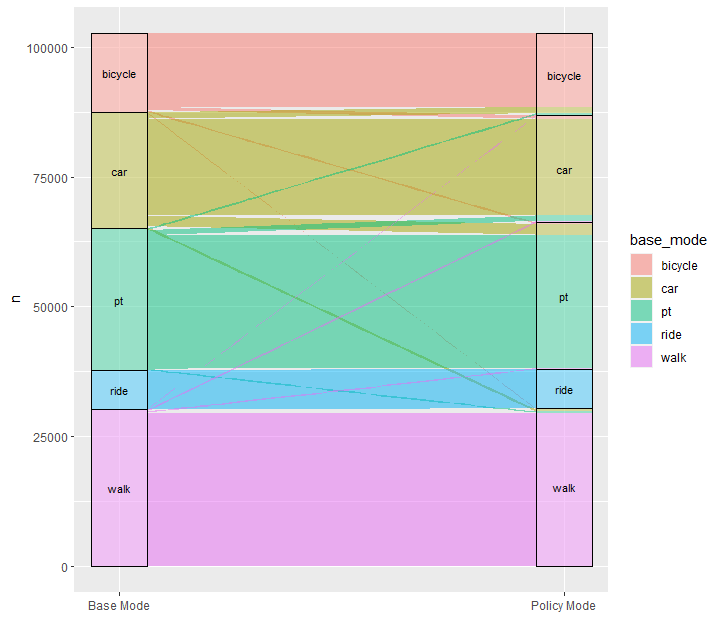 100000
75000
50000
25000
0
n
bicycle
car
pt
ride
walk
bicycle
car
pt
ride
walk
Base Mode
Policy Mode
base_mode
bicycle
car
pt
ride
walk